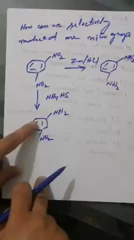 How can we selectively
reduced one nitro group
NO₂
Zn/HCl
NH₂
NO₂
NH₂
NH₄HS
NH₂
NO₂